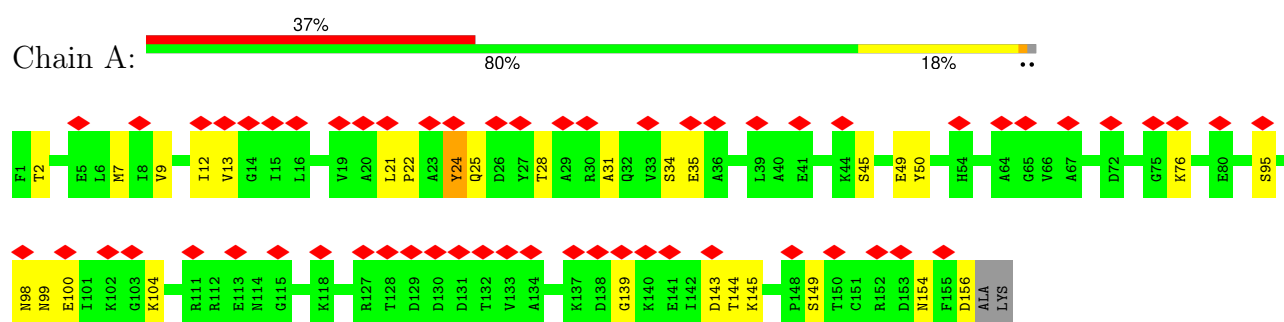 37%
Chain A:
80%
18%
••
F1 T2 E5 L6 M7 I8 V9 I12 V13 G14 I15 L16 V19 A20 L21 P22 A23 Y24 Q25 D26 Y27 T28 A29 R30 A31 Q32 V33 S34 E35 A36 L39 A40 E41 K44 S45 E49 Y50 H54 A64 G65 V66 A67 D72 G75 K76 E80 S95
N98 N99 E100 I101 K102 G103 K104 R111 R112 E113 N114 G115 K118 R127 T128 D129 D130 D131 T132 V133 A134 K137 D138 G139 K140 E141 I142 D143 T144 K145 P148 S149 T150 C151 R152 D153 N154 F155 D156 ALA LYS